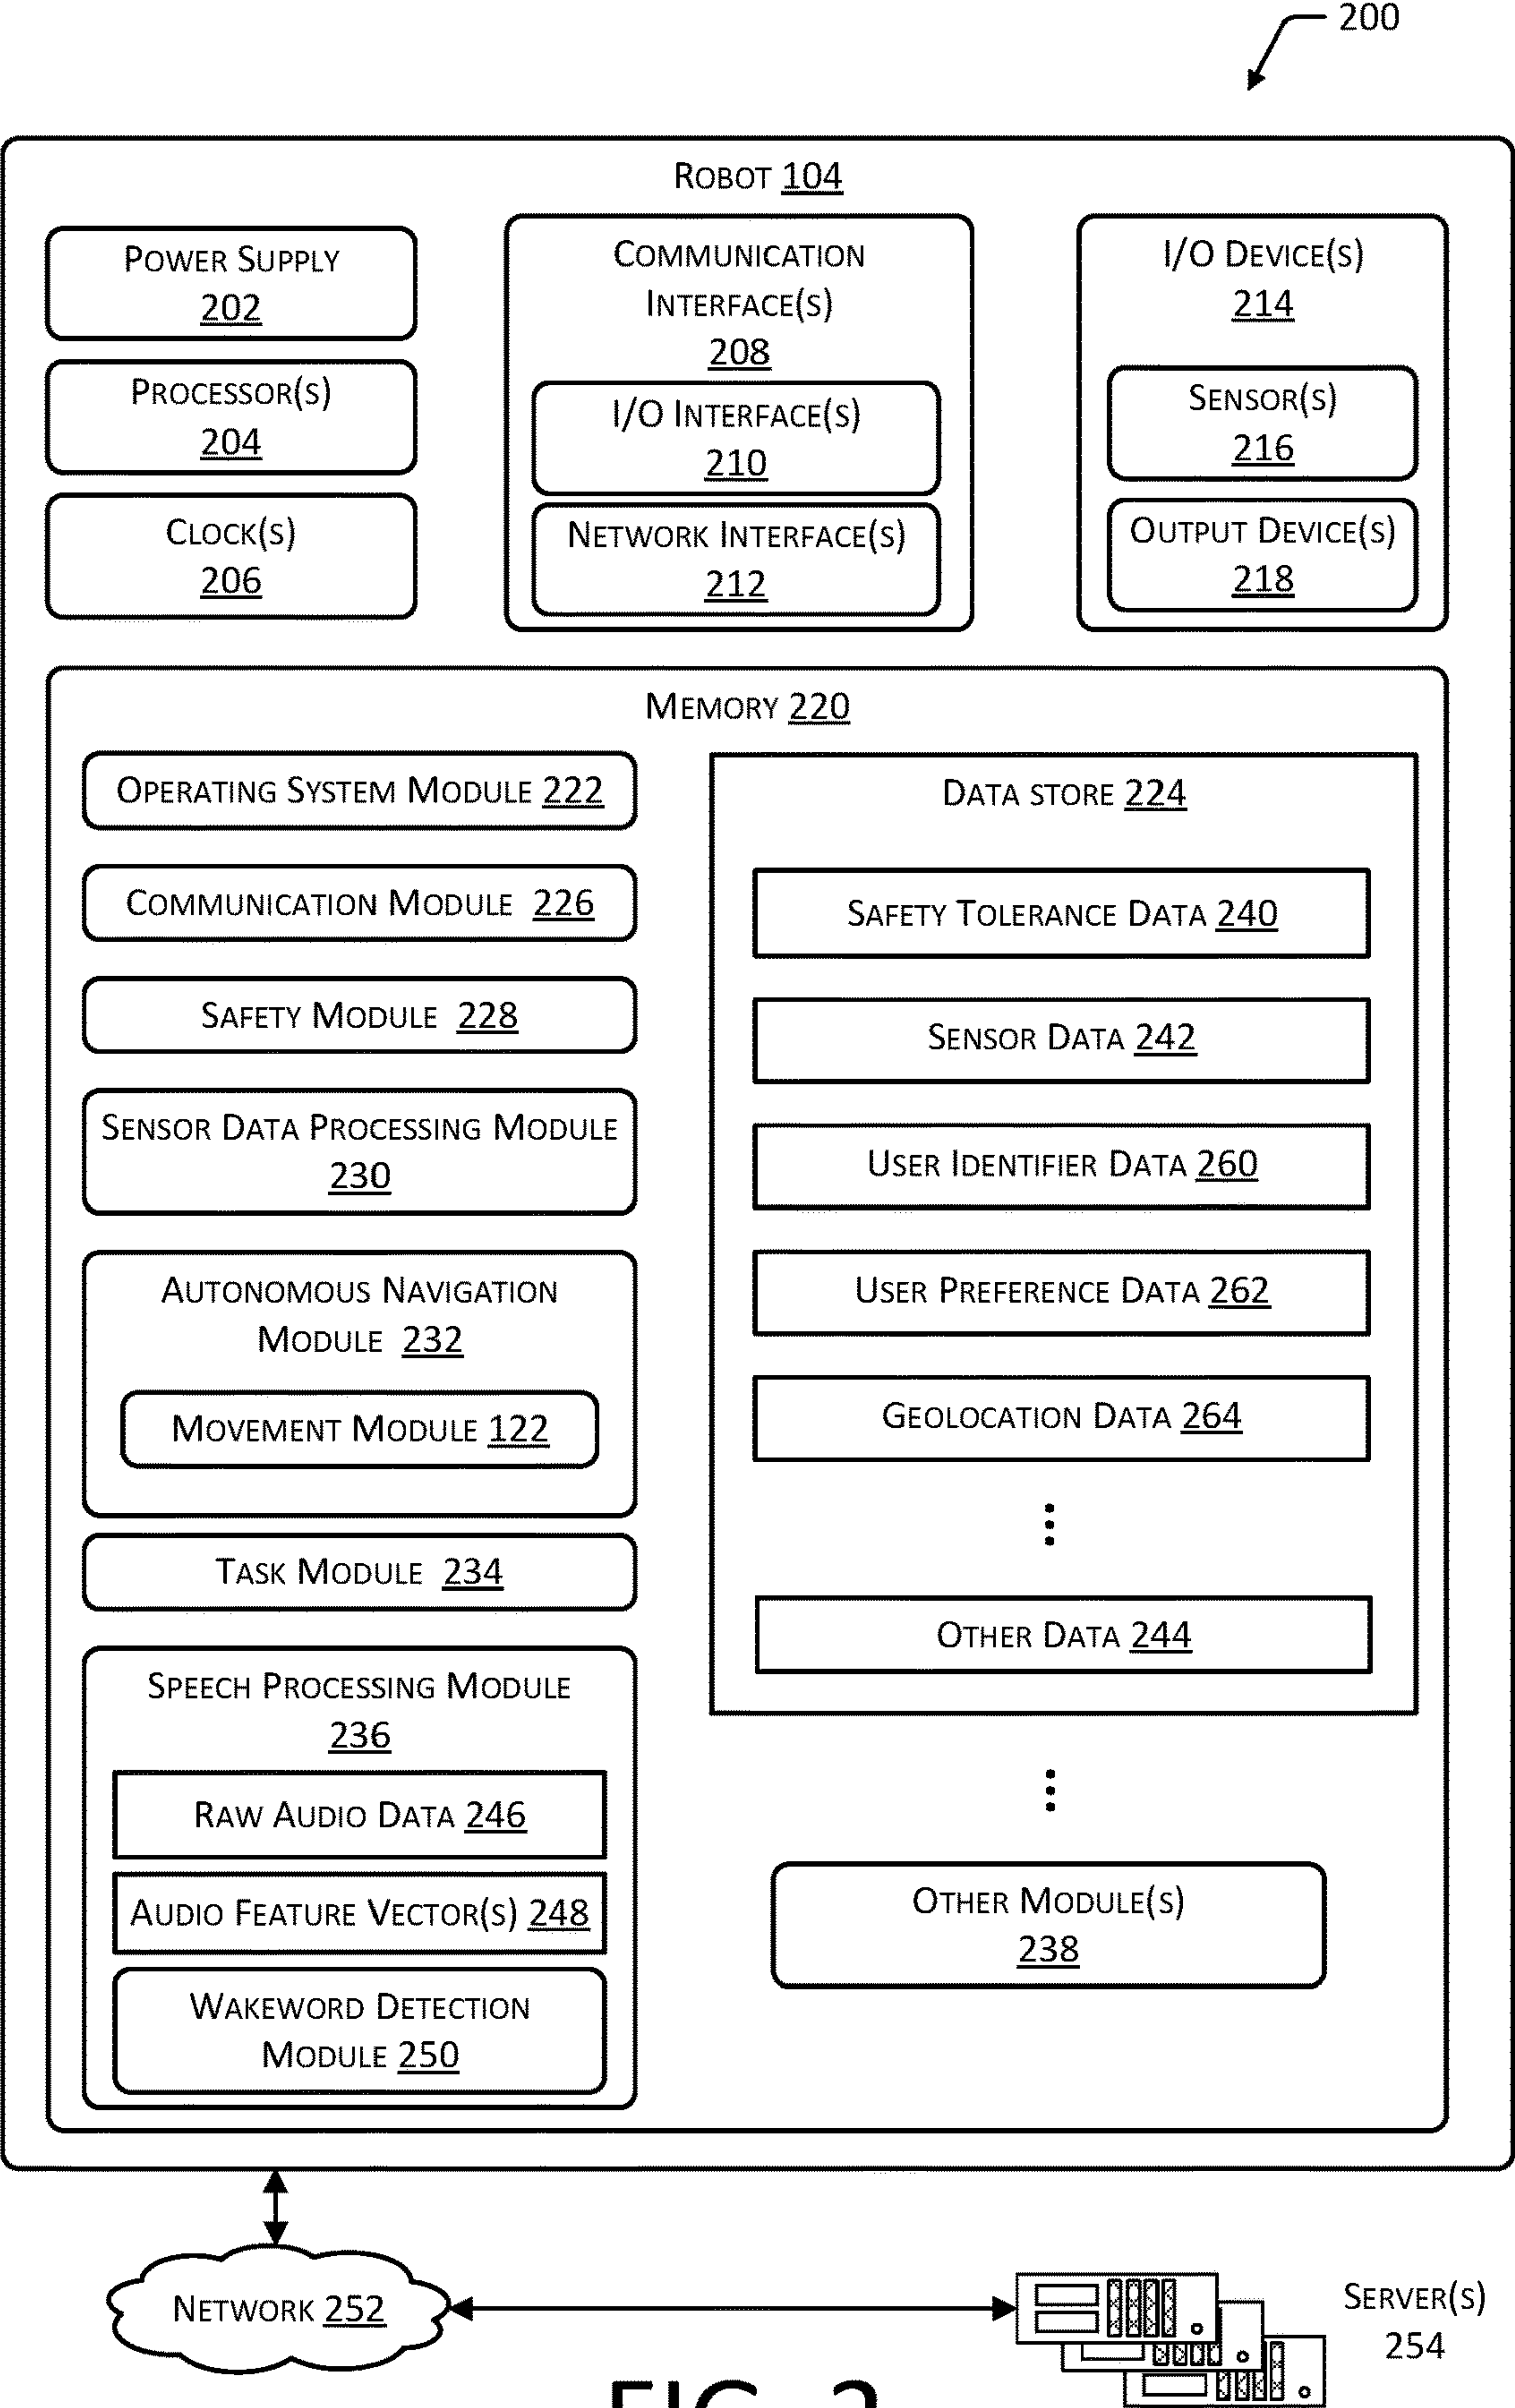 200
ROBOT 104
POWER SUPPLY
202
PROCESSOR(S)
204
CLOCK(S)
206
COMMUNICATION
INTERFACE(S)
208
I/O INTERFACE(S)
210
NETWORK INTERFACE(S)
212
I/O DEVICE(S)
214
SENSOR(S)
216
OUTPUT DEVICE(S)
218
MEMORY 220
OPERATING SYSTEM MODULE 222
COMMUNICATION MODULE 226
SAFETY MODULE 228
SENSOR DATA PROCESSING MODULE
230
AUTONOMOUS NAVIGATION
MODULE 232
MOVEMENT MODULE 122
TASK MODULE 234
SPEECH PROCESSING MODULE
236
RAW AUDIO DATA 246
AUDIO FEATURE VECTOR(S) 248
WAKEWORD DETECTION
MODULE 250
DATA STORE 224
SAFETY TOLERANCE DATA 240
SENSOR DATA 242
USER IDENTIFIER DATA 260
USER PREFERENCE DATA 262
GEOLOCATION DATA 264
OTHER DATA 244
OTHER MODULE(S)
238
NETWORK 252
SERVER(S)
254
FIG. 2